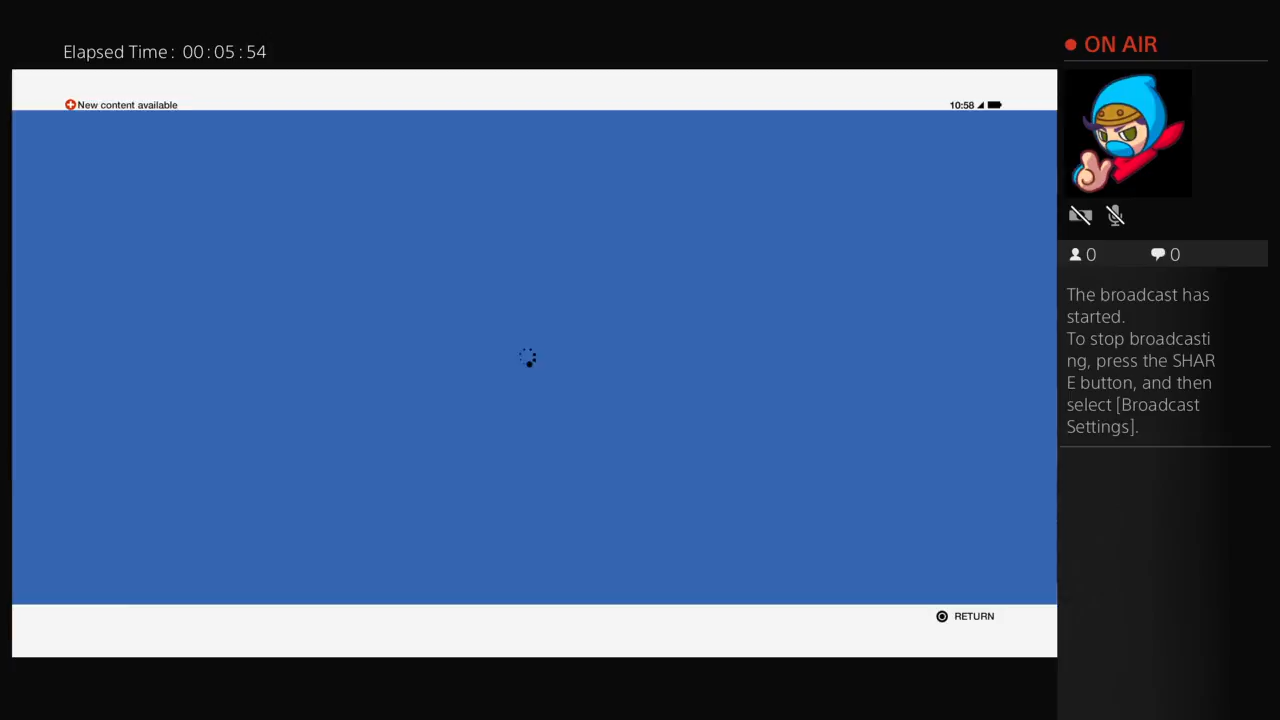 Elapsed Time: 00:05:54
ON AIR
New content available
10:58
0
0
The broadcast has
started.
To stop broadcasti
ng, press the SHAR
E button, and then
select [Broadcast
Settings].
RETURN